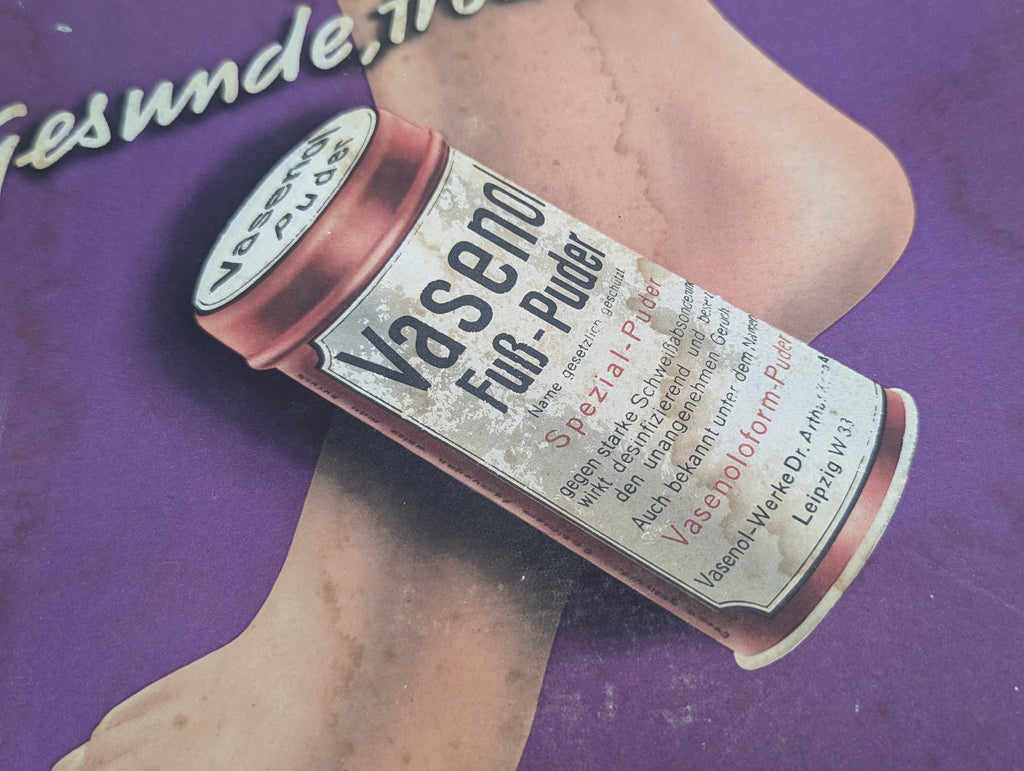 Gesunde,
Vasenol
puder
Vasenol
Fuß-Puder
Name gesetzlich geschützt
Spezial-Puder
gegen starke Schweißabsonderung
wirkt desinfizierend und
den unangenehmen Geruch
Auch bekannt unter dem Namen
Vasenoloform-Puder
Vasenol-Werke Dr. Arthur
Leipzig W 33